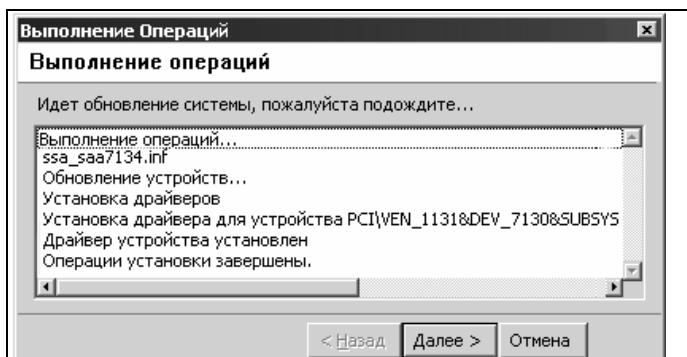 Выполнение Операций
Выполнение операций
Идет обновление системы, пожалуйста подождите...
Выполнение операций...
ssa_saa7134.inf
Обновление устройств...
Установка драйверов
Установка драйвера для устройства PCI\VEN_1131&DEV_7130&SUBSYS
Драйвер устройства установлен
Операции установки завершены.
< Назад Далее > Отмена